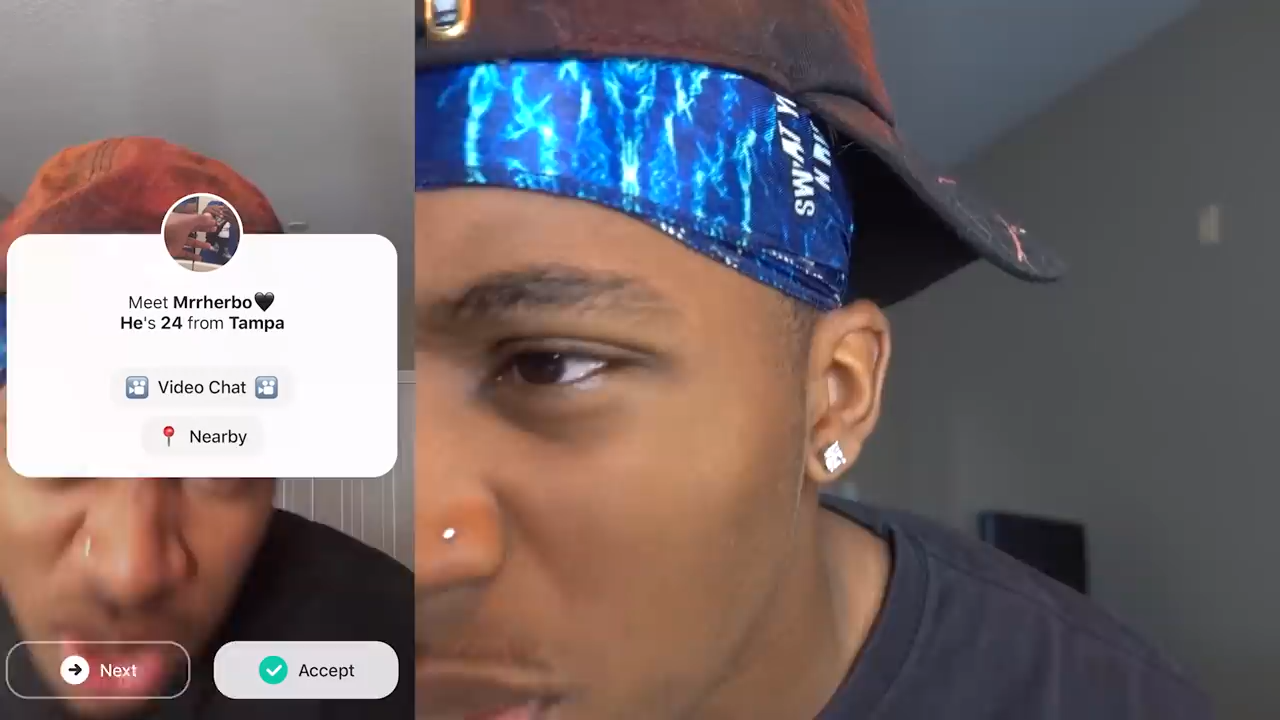 Meet Mrrherbo🖤
He's 24 from Tampa
🎦 Video Chat 🎦
📍 Nearby
Next
Accept